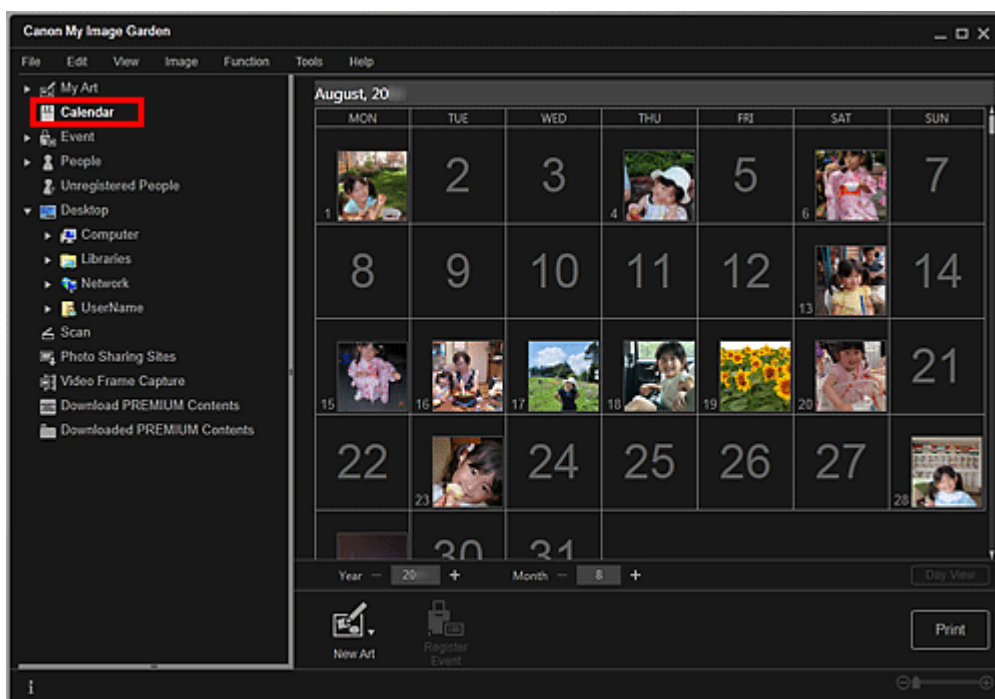 Canon My Image Garden
File Edit View Image Function Tools Help
My Art
Calendar
Event
People
Unregistered People
Desktop
Computer
Libraries
Network
UserName
Scan
Photo Sharing Sites
Video Frame Capture
Download PREMIUM Contents
Downloaded PREMIUM Contents
August, 20
MON TUE WED THU FRI SAT SUN
1 2 3 4 5 6 7
8 9 10 11 12 13 14
15 16 17 18 19 20 21
22 23 24 25 26 27 28
30 31
Year − 20 + Month − 8 + Day View
New Art Register Event Print